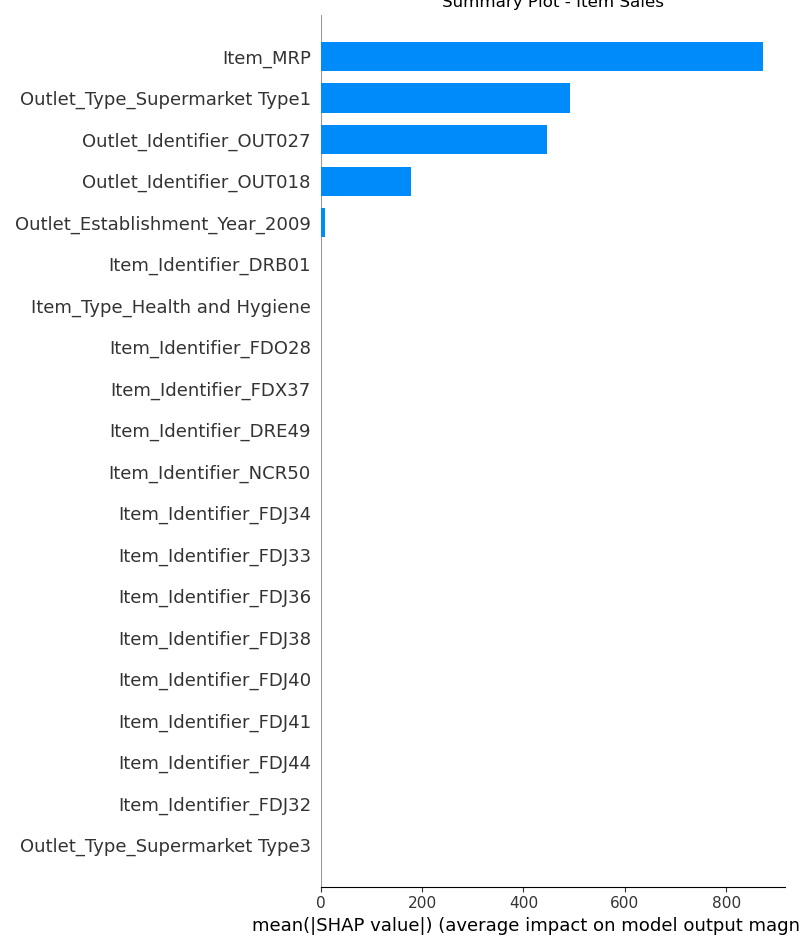 Summary Plot - Item Sales
Item_MRP
Outlet_Type_Supermarket Type1
Outlet_Identifier_OUT027
Outlet_Identifier_OUT018
Outlet_Establishment_Year_2009
Item_Identifier_DRB01
Item_Type_Health and Hygiene
Item_Identifier_FDO28
Item_Identifier_FDX37
Item_Identifier_DRE49
Item_Identifier_NCR50
Item_Identifier_FDJ34
Item_Identifier_FDJ33
Item_Identifier_FDJ36
Item_Identifier_FDJ38
Item_Identifier_FDJ40
Item_Identifier_FDJ41
Item_Identifier_FDJ44
Item_Identifier_FDJ32
Outlet_Type_Supermarket Type3
0 200 400 600 800
mean(|SHAP value|) (average impact on model output magn